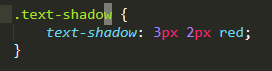 .text-shadow {
    text-shadow: 3px 2px red;
}